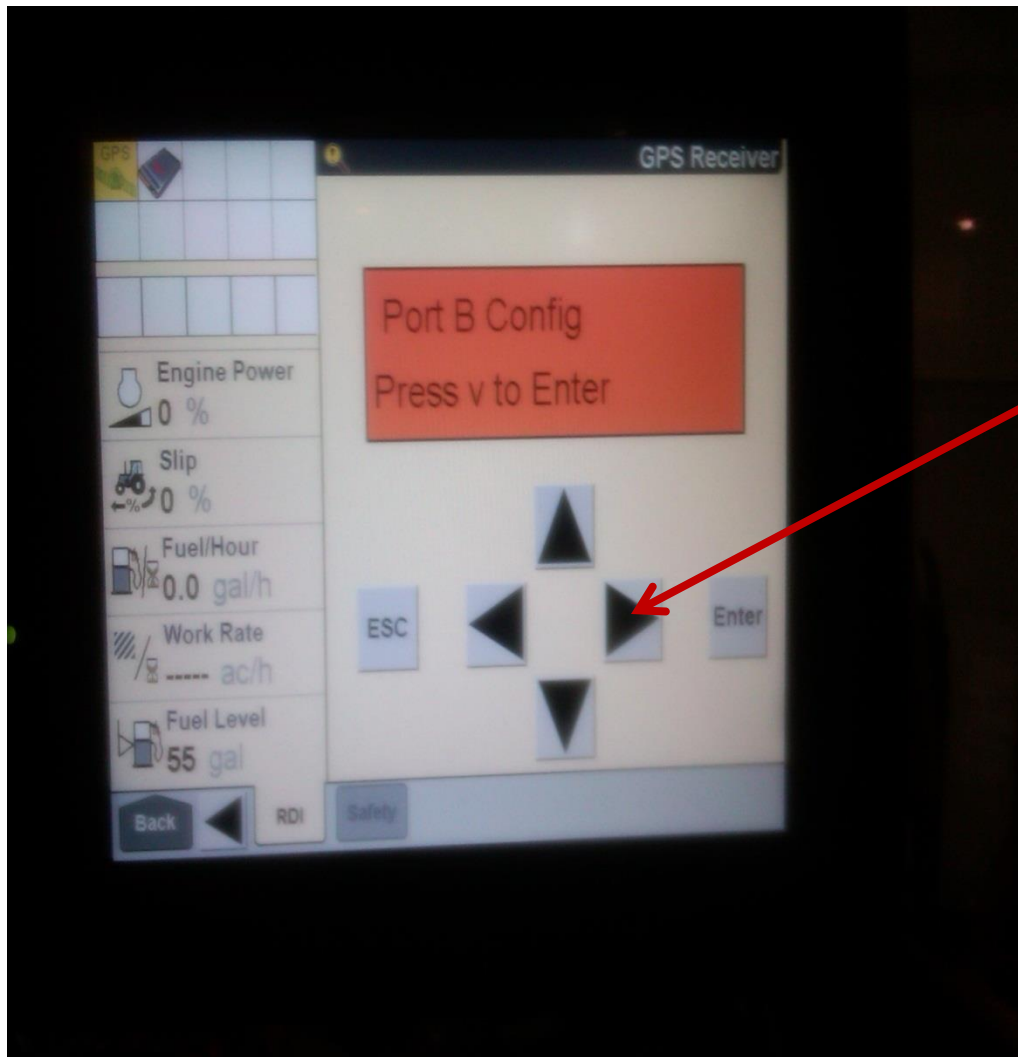 GPS
GPS Receiver
Port B Config
Press v to Enter
Engine Power
0 %
Slip
0 %
Fuel/Hour
0.0 gal/h
Work Rate
----- ac/h
Fuel Level
55 gal
ESC
Enter
Back
RDI
Safety